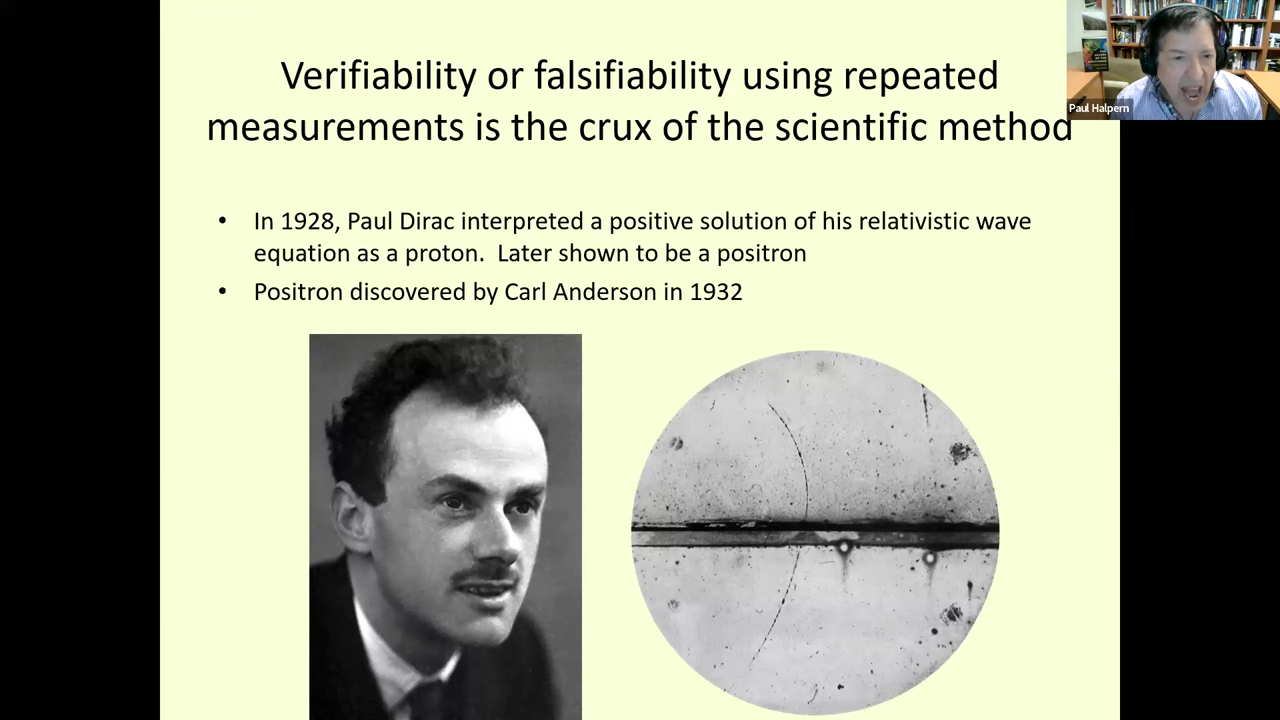 Verifiability or falsifiability using repeated
measurements is the crux of the scientific method
• In 1928, Paul Dirac interpreted a positive solution of his relativistic wave
equation as a proton.  Later shown to be a positron
• Positron discovered by Carl Anderson in 1932
Paul Halpern